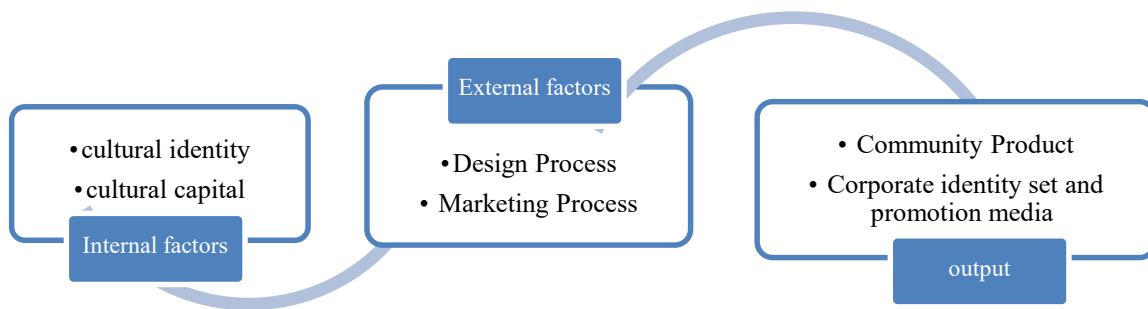 •cultural identity
•cultural capital
Internal factors
External factors
•Design Process
• Marketing Process
• Community Product
• Corporate identity set and
promotion media
output